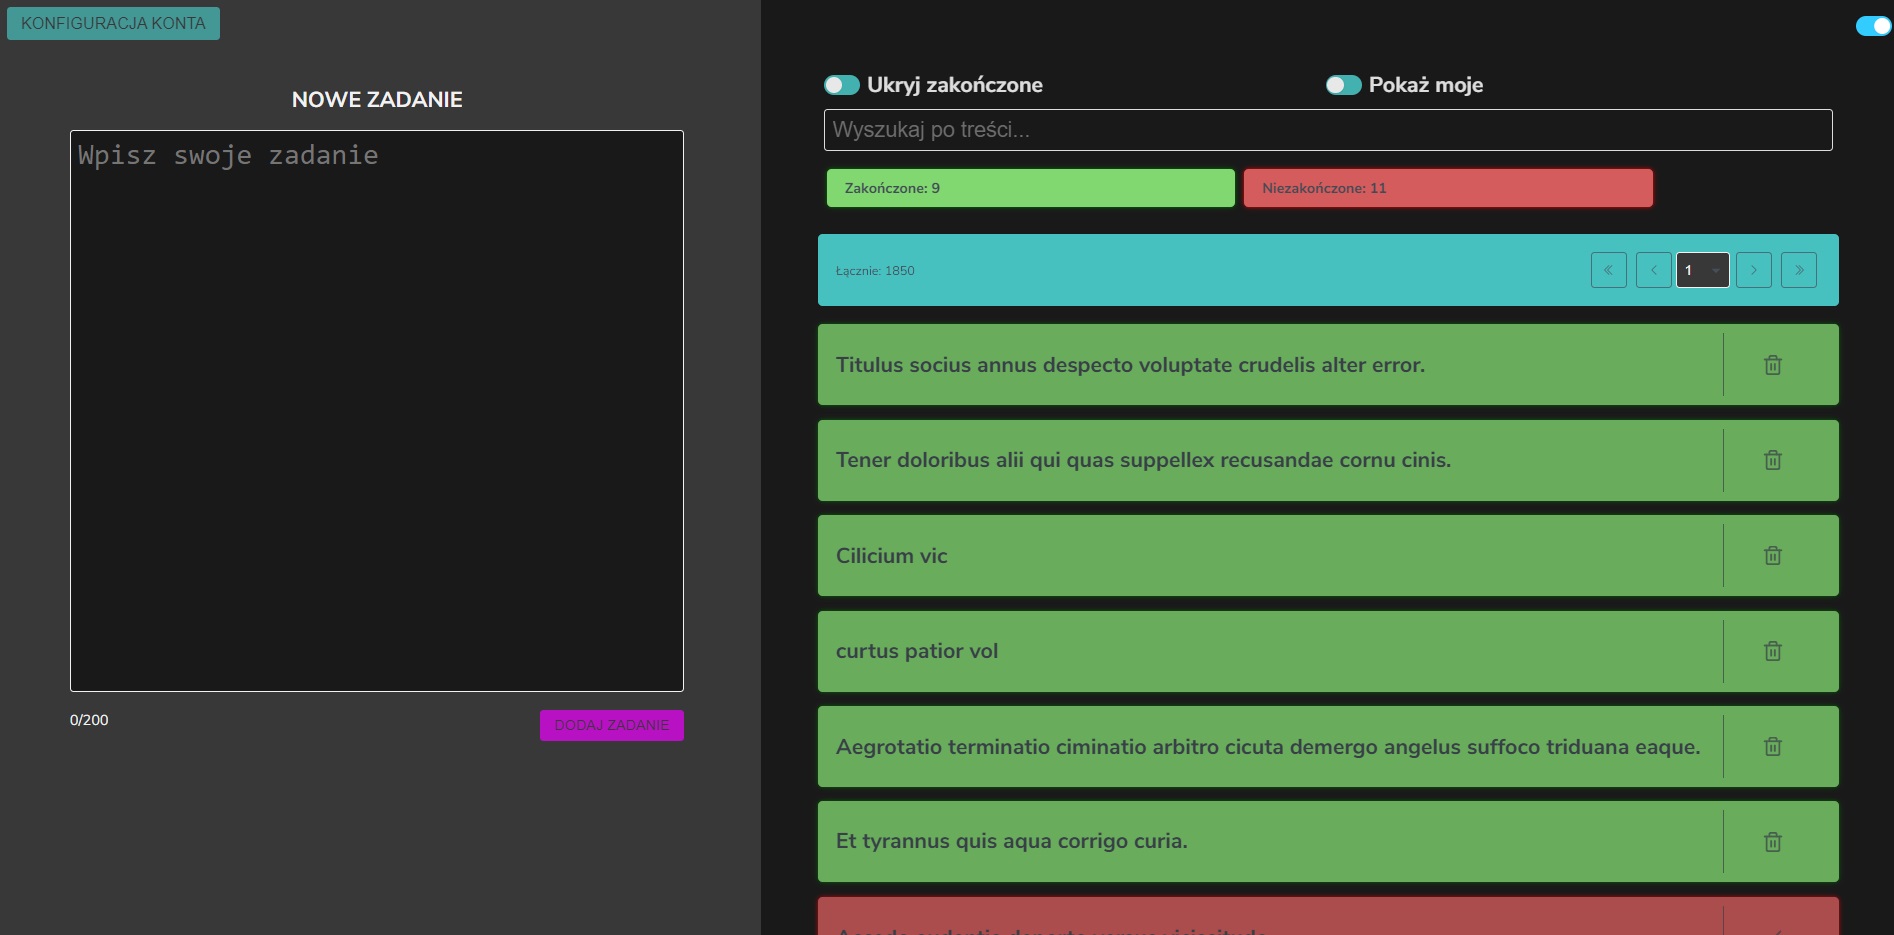 KONFIGURACJA KONTA
NOWE ZADANIE
Wpisz swoje zadanie
0/200
DODAJ ZADANIE
Ukryj zakończone
Pokaż moje
Wyszukaj po treści...
Zakończone: 9
Niezakończone: 11
Łącznie: 1850
1
Titulus socius annus despecto voluptate crudelis alter error.
Tener doloribus alii qui quas suppellex recusandae cornu cinis.
Cilicium vic
curtus patior vol
Aegrotatio terminatio ciminatio arbitro cicuta demergo angelus suffoco triduana eaque.
Et tyrannus quis aqua corrigo curia.